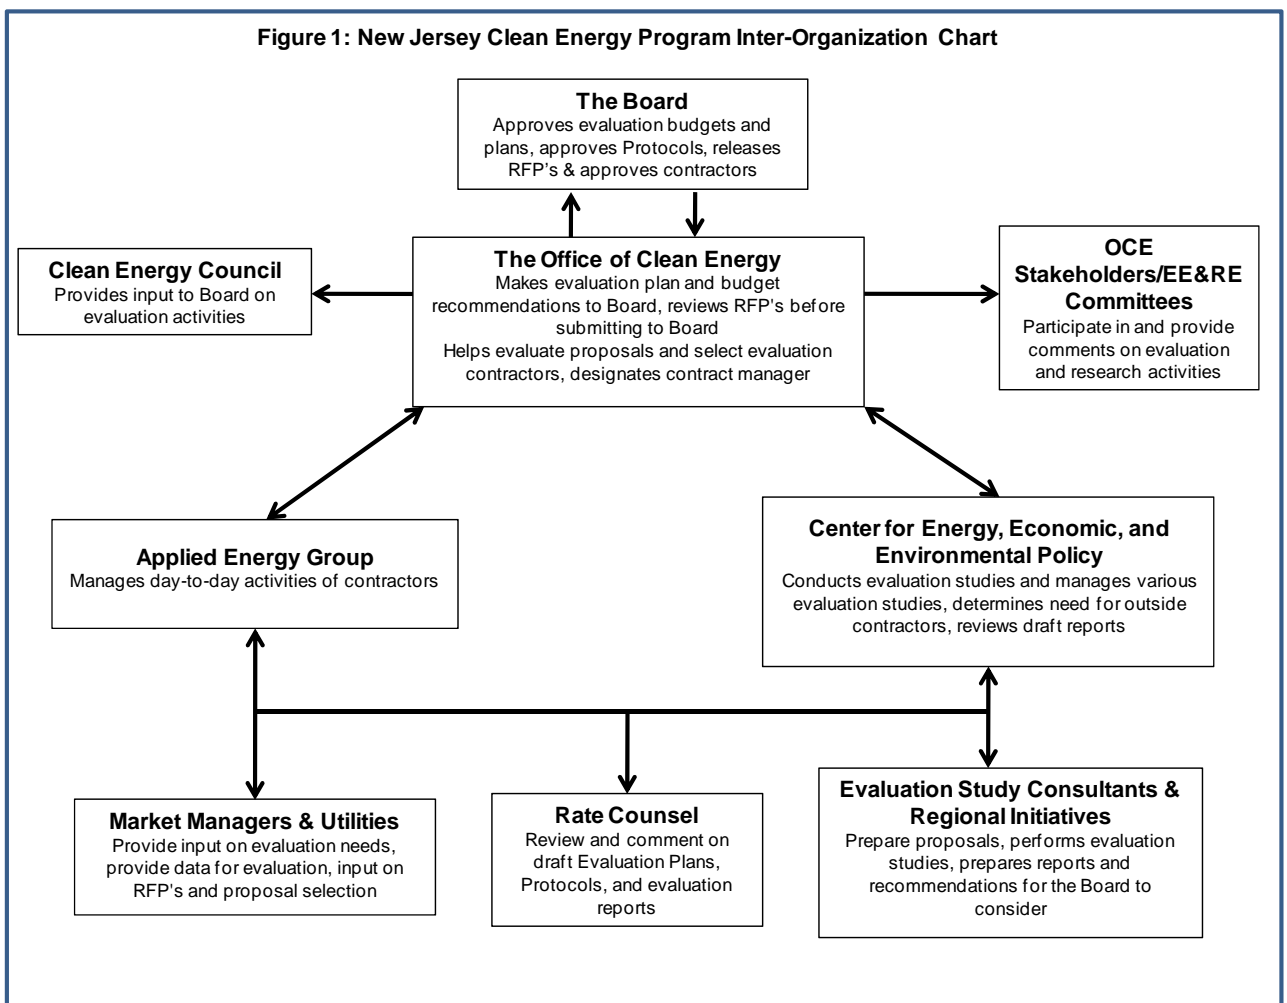 Figure 1: New Jersey Clean Energy Program Inter-Organization Chart
The Board
Approves evaluation budgets and
plans, approves Protocols, releases
RFP's & approves contractors
Clean Energy Council
Provides input to Board on
evaluation activities
The Office of Clean Energy
Makes evaluation plan and budget
recommendations to Board, reviews RFP's before
submitting to Board
Helps evaluate proposals and select evaluation
contractors, designates contract manager
OCE
Stakeholders/EE&RE
Committees
Participate in and provide
comments on evaluation
and research activities
Applied Energy Group
Manages day-to-day activities of contractors
Center for Energy, Economic, and
Environmental Policy
Conducts evaluation studies and manages various
evaluation studies, determines need for outside
contractors, reviews draft reports
Market Managers & Utilities
Provide input on evaluation needs,
provide data for evaluation, input on
RFP's and proposal selection
Rate Counsel
Review and comment on
draft Evaluation Plans,
Protocols, and evaluation
reports
Evaluation Study Consultants &
Regional Initiatives
Prepare proposals, performs evaluation
studies, prepares reports and
recommendations for the Board to
consider